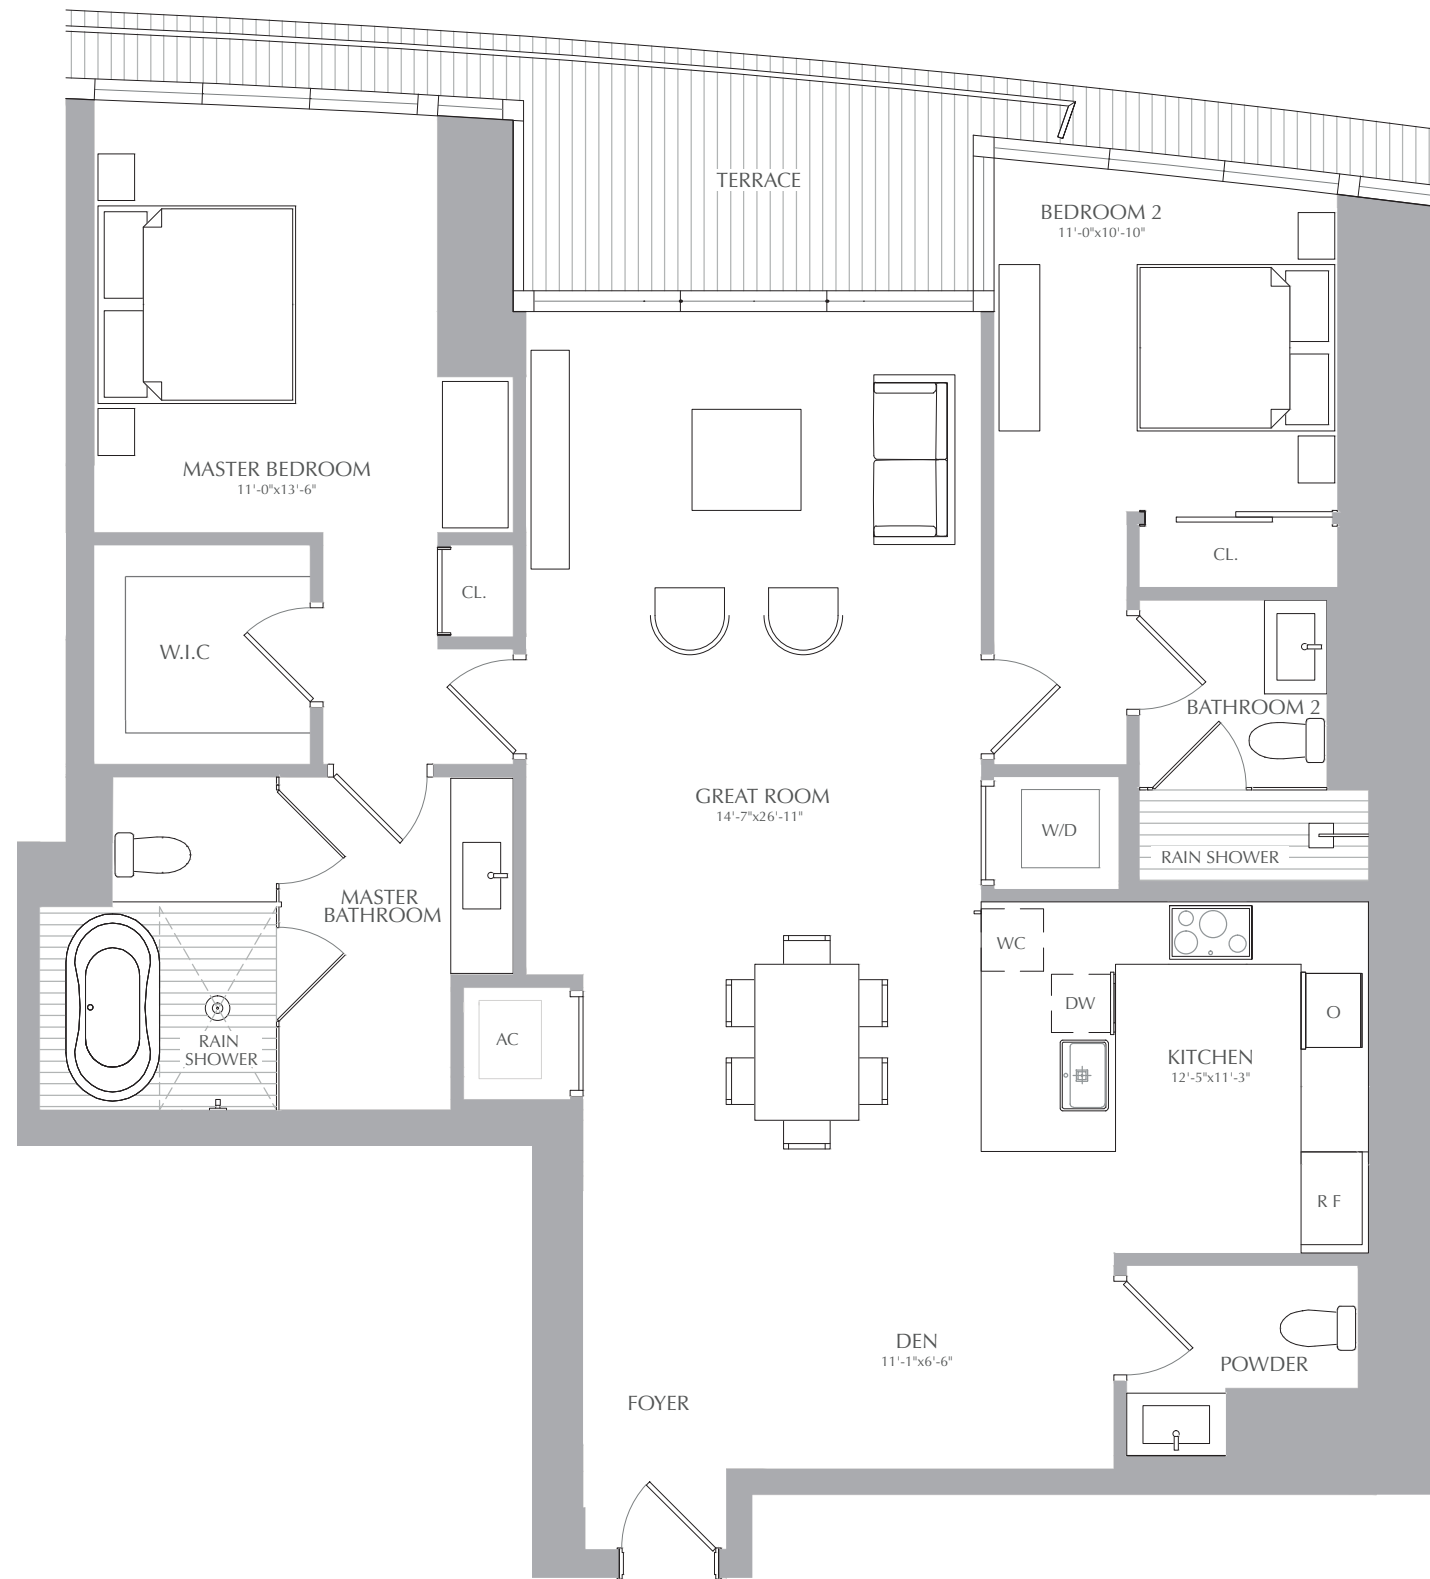 TERRACE
BEDROOM 2
11'-0"x10'-10"
MASTER BEDROOM
11'-0"x13'-6"
CL.
CL.
W.I.C
BATHROOM 2
GREAT ROOM
14'-7"x26'-11"
W/D
RAIN SHOWER
MASTER
BATHROOM
WC
DW
O
AC
RAIN
SHOWER
KITCHEN
12'-5"x11'-3"
R F
DEN
11'-1"x6'-6"
POWDER
FOYER